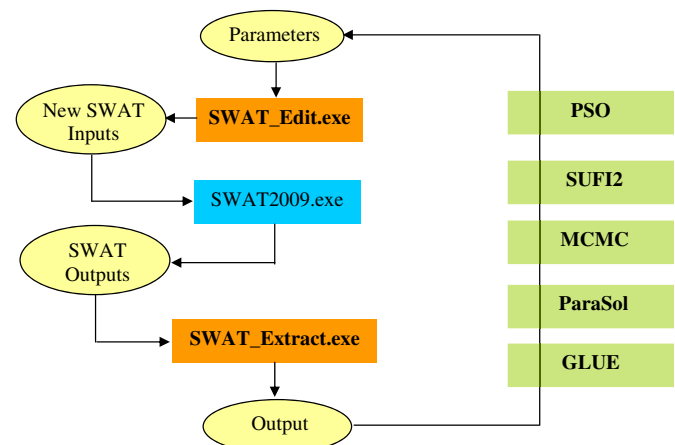 Parameters
New SWAT
Inputs
SWAT_Edit.exe
SWAT2009.exe
SWAT
Outputs
SWAT_Extract.exe
Output
PSO
SUFI2
MCMC
ParaSol
GLUE